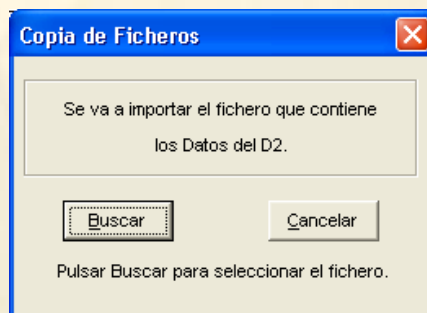 Copia de Ficheros
Se va a importar el fichero que contiene
los Datos del D2.
Buscar
Cancelar
Pulsar Buscar para seleccionar el fichero.